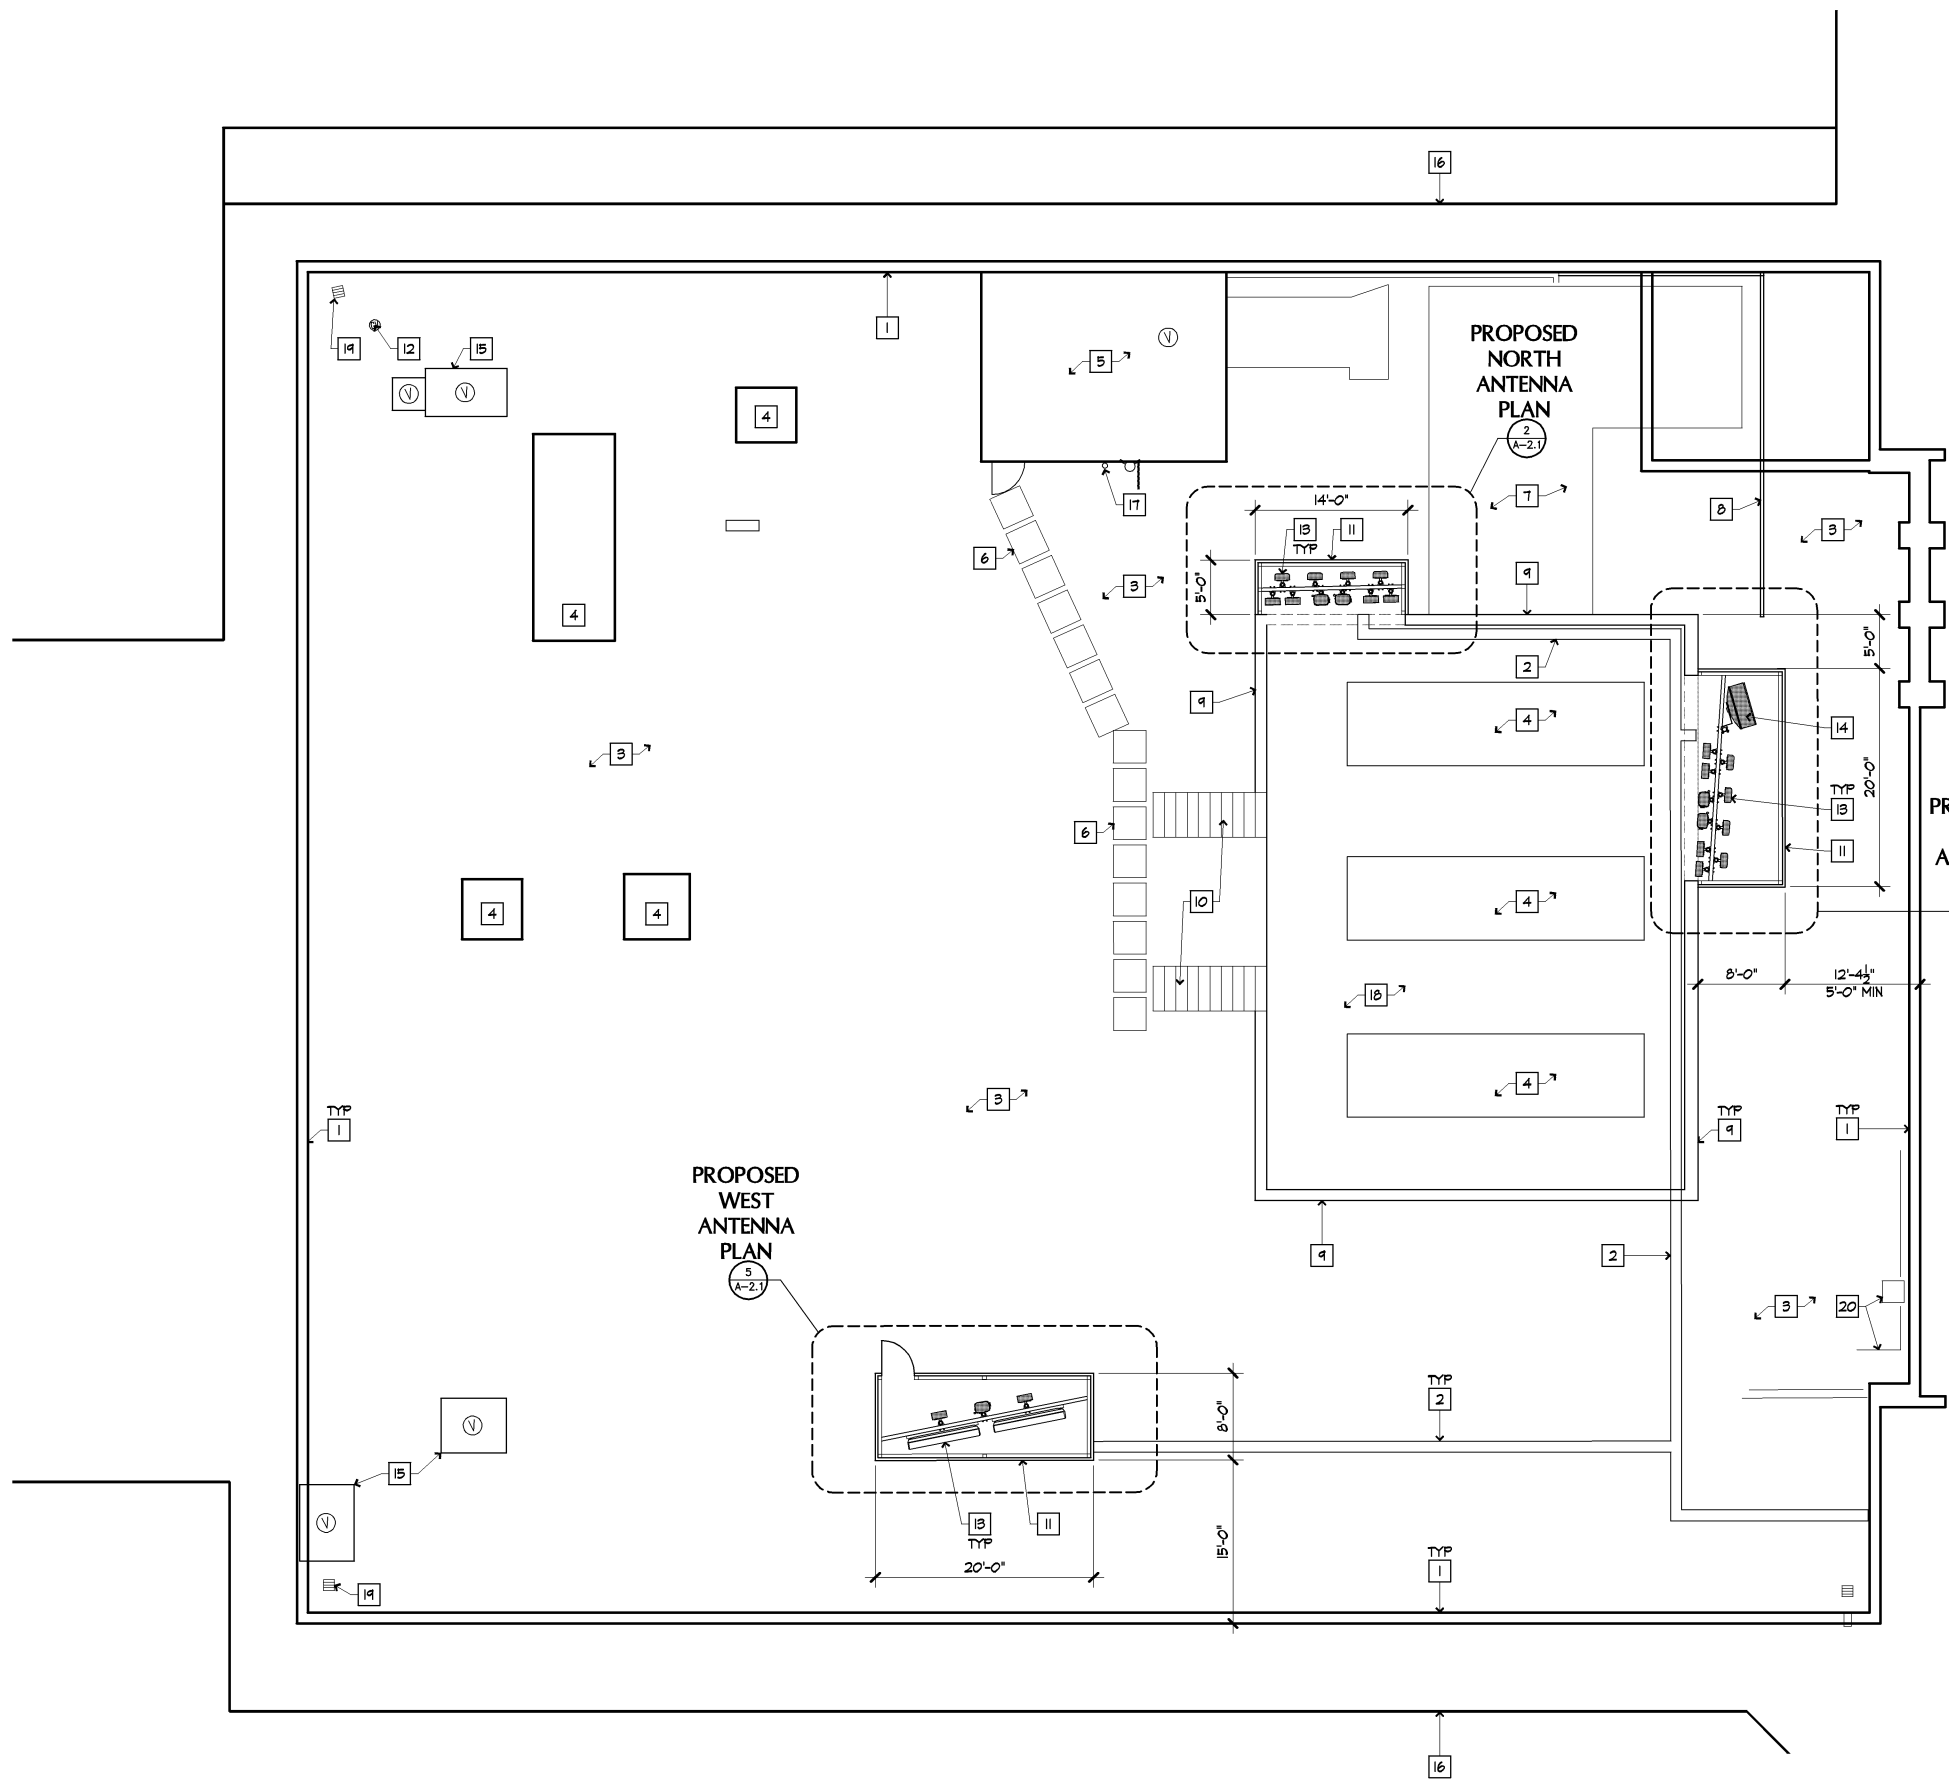 16
1
19
12
15
V
V
V
5
4
PROPOSED
NORTH
ANTENNA
PLAN
2
A-2.1
17
7
8
3
14'-0"
13
TYP
11
6
3
5'-0"
9
4
2
5'-0"
9
4
14
3
20'-0"
TYP
13
PR
6
11
A
10
4
4
4
8'-0"
12'-4½"
5'-0" MIN
18
4
3
TYP
1
TYP
9
TYP
1
PROPOSED
WEST
ANTENNA
PLAN
5
A-2.1
9
2
3
20
TYP
2
8'-0"
V
15
V
13
TYP
11
15'-0"
20'-0"
TYP
1
19
16